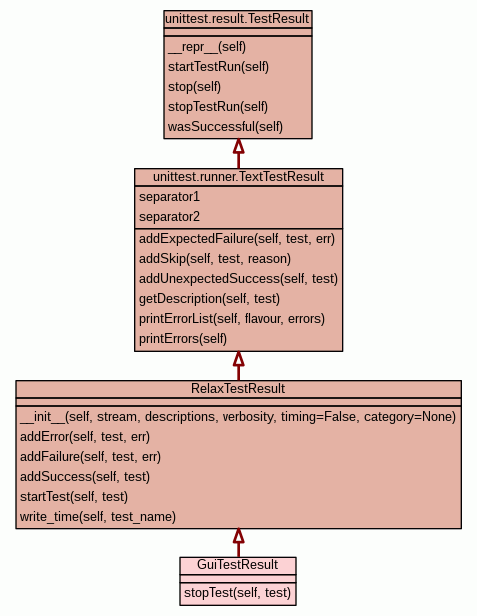 unittest.result.TestResult
__repr__(self)
startTestRun(self)
stop(self)
stopTestRun(self)
wasSuccessful(self)
unittest.runner.TextTestResult
separator1
separator2
addExpectedFailure(self, test, err)
addSkip(self, test, reason)
addUnexpectedSuccess(self, test)
getDescription(self, test)
printErrorList(self, flavour, errors)
printErrors(self)
RelaxTestResult
__init__(self, stream, descriptions, verbosity, timing=False, category=None)
addError(self, test, err)
addFailure(self, test, err)
addSuccess(self, test)
startTest(self, test)
write_time(self, test_name)
GuiTestResult
stopTest(self, test)